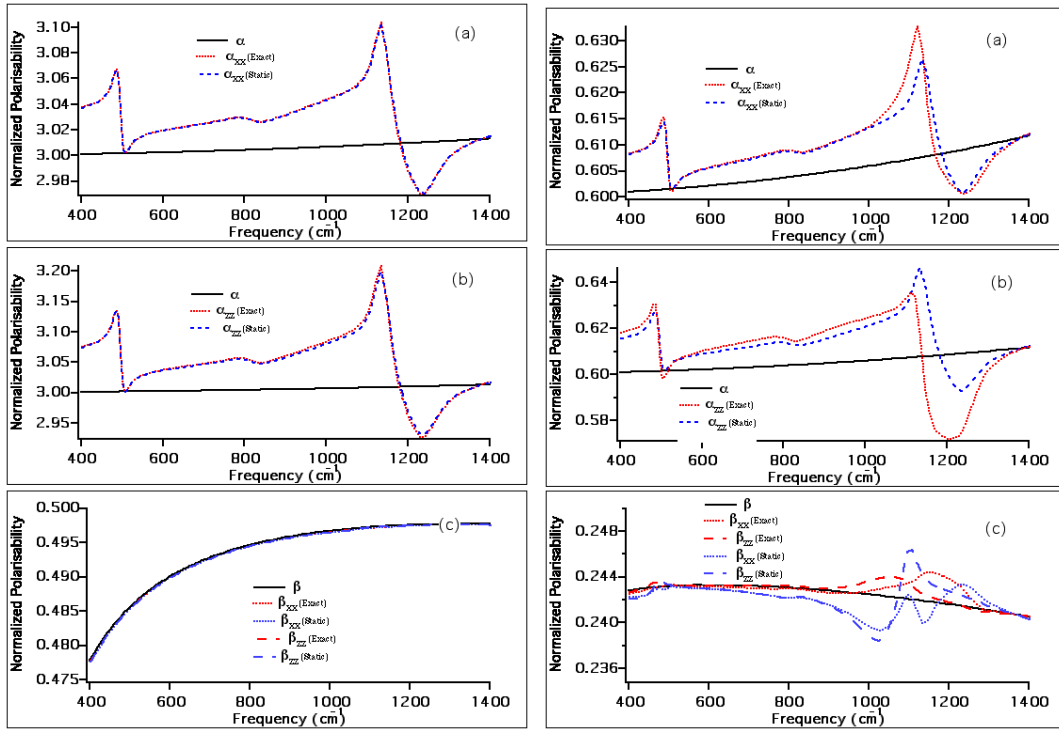 3.10
3.08
3.06
3.04
3.02
3.00
2.98
Normalized Polarisability
(a)
α
αxx (Exact)
αxx (Static)
400 600 800 1000 1200 1400
Frequency (cm-1)
3.20
3.15
3.10
3.05
3.00
2.95
Normalized Polarisability
(b)
α
αzz (Exact)
αzz (Static)
400 600 800 1000 1200 1400
Frequency (cm-1)
0.500
0.495
0.490
0.485
0.480
0.475
Normalized Polarisability
(c)
β
βxx (Exact)
βxx (Static)
βzz (Exact)
βzz (Static)
400 600 800 1000 1200 1400
Frequency (cm-1)
0.630
0.625
0.620
0.615
0.610
0.605
0.600
Normalized Polarisability
(a)
α
αxx (Exact)
αxx (Static)
400 600 800 1000 1200 1400
Frequency (cm-1)
0.64
0.62
0.60
0.58
Normalized Polarisability
(b)
α
αzz (Exact)
αzz (Static)
400 600 800 1000 1200 1400
Frequency (cm-1)
0.248
0.244
0.240
0.236
Normalized Polarisability
(c)
β
βxx (Exact)
βzz (Exact)
βxx (Static)
βzz (Static)
400 600 800 1000 1200 1400
Frequency (cm-1)